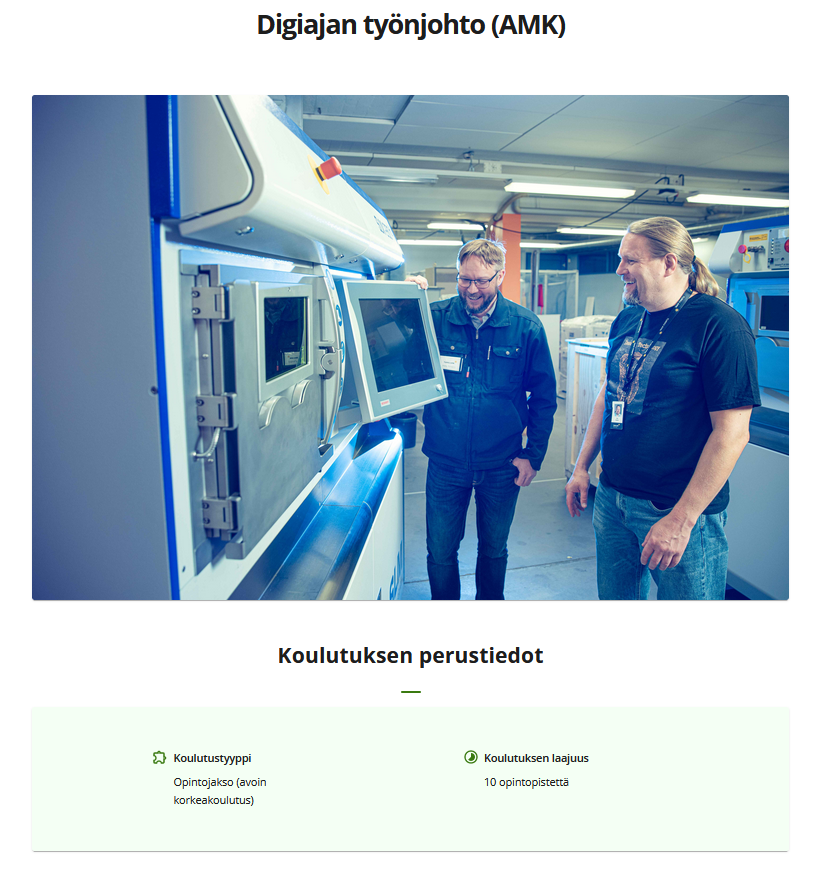 Digiajan työnjohto (AMK)
Koulutuksen perustiedot
Koulutustyyppi
Opintojakso (avoin
korkeakoulutus)
Koulutuksen laajuus
10 opintopistettä